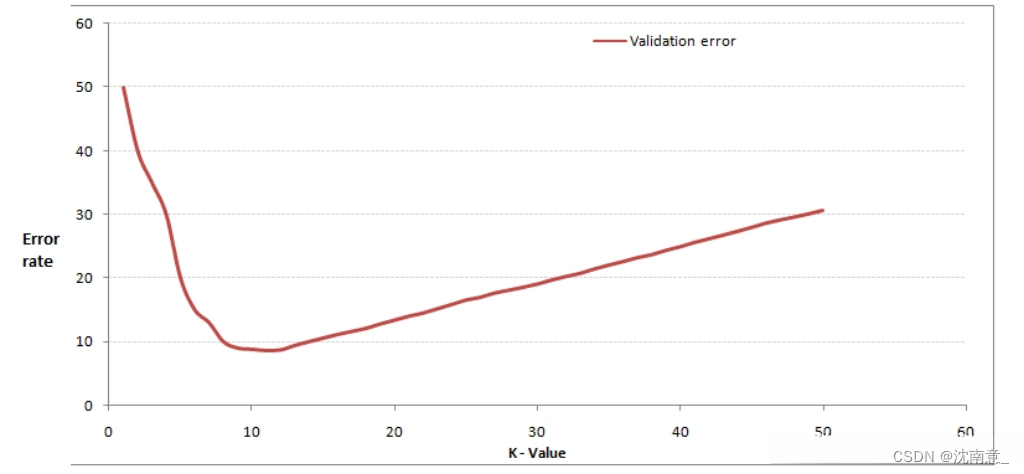 60
Validation error
50
40
30
Error
rate
20
10
0
0 10 20 30 40 50 60
K - Value
CSDN @沈南意_